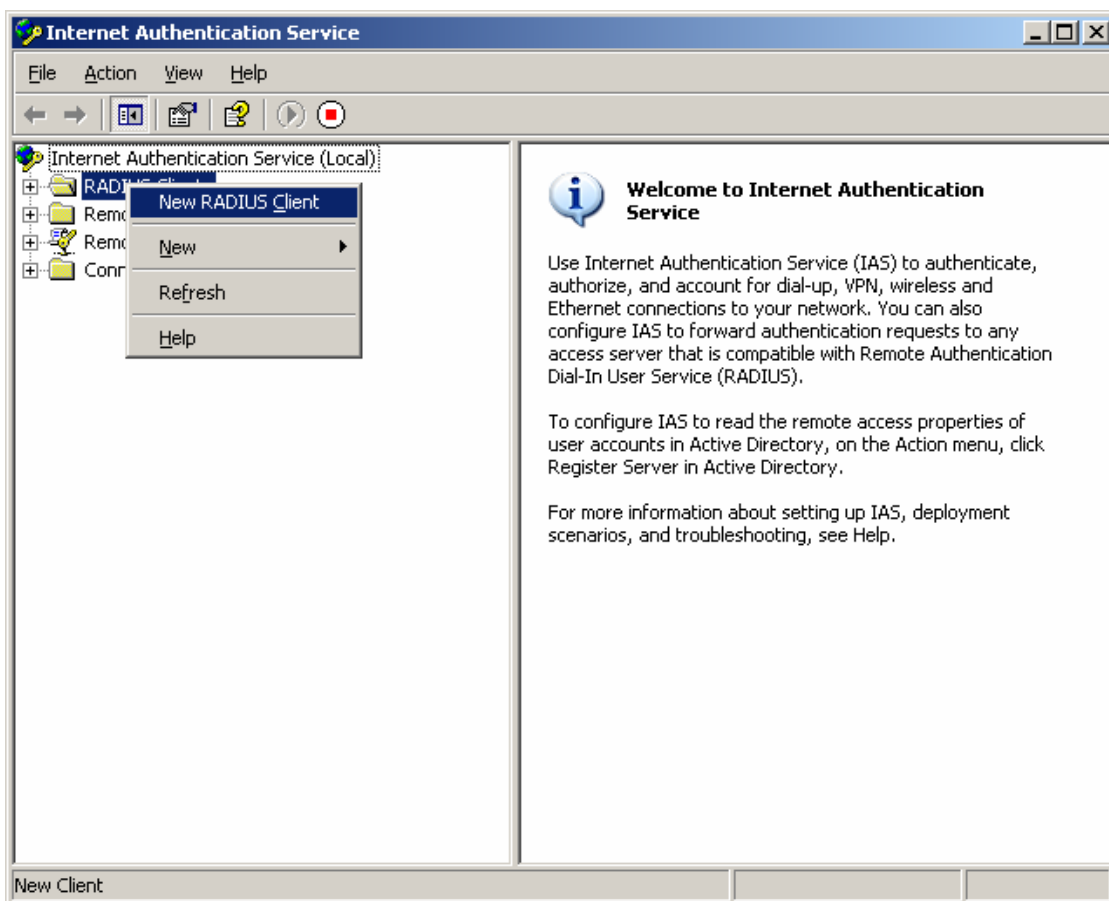 Internet Authentication Service
File Action View Help
Internet Authentication Service (Local)
New RADIUS Client
New
Refresh
Help
Welcome to Internet Authentication
Service
Use Internet Authentication Service (IAS) to authenticate,
authorize, and account for dial-up, VPN, wireless and
Ethernet connections to your network. You can also
configure IAS to forward authentication requests to any
access server that is compatible with Remote Authentication
Dial-In User Service (RADIUS).
To configure IAS to read the remote access properties of
user accounts in Active Directory, on the Action menu, click
Register Server in Active Directory.
For more information about setting up IAS, deployment
scenarios, and troubleshooting, see Help.
New Client